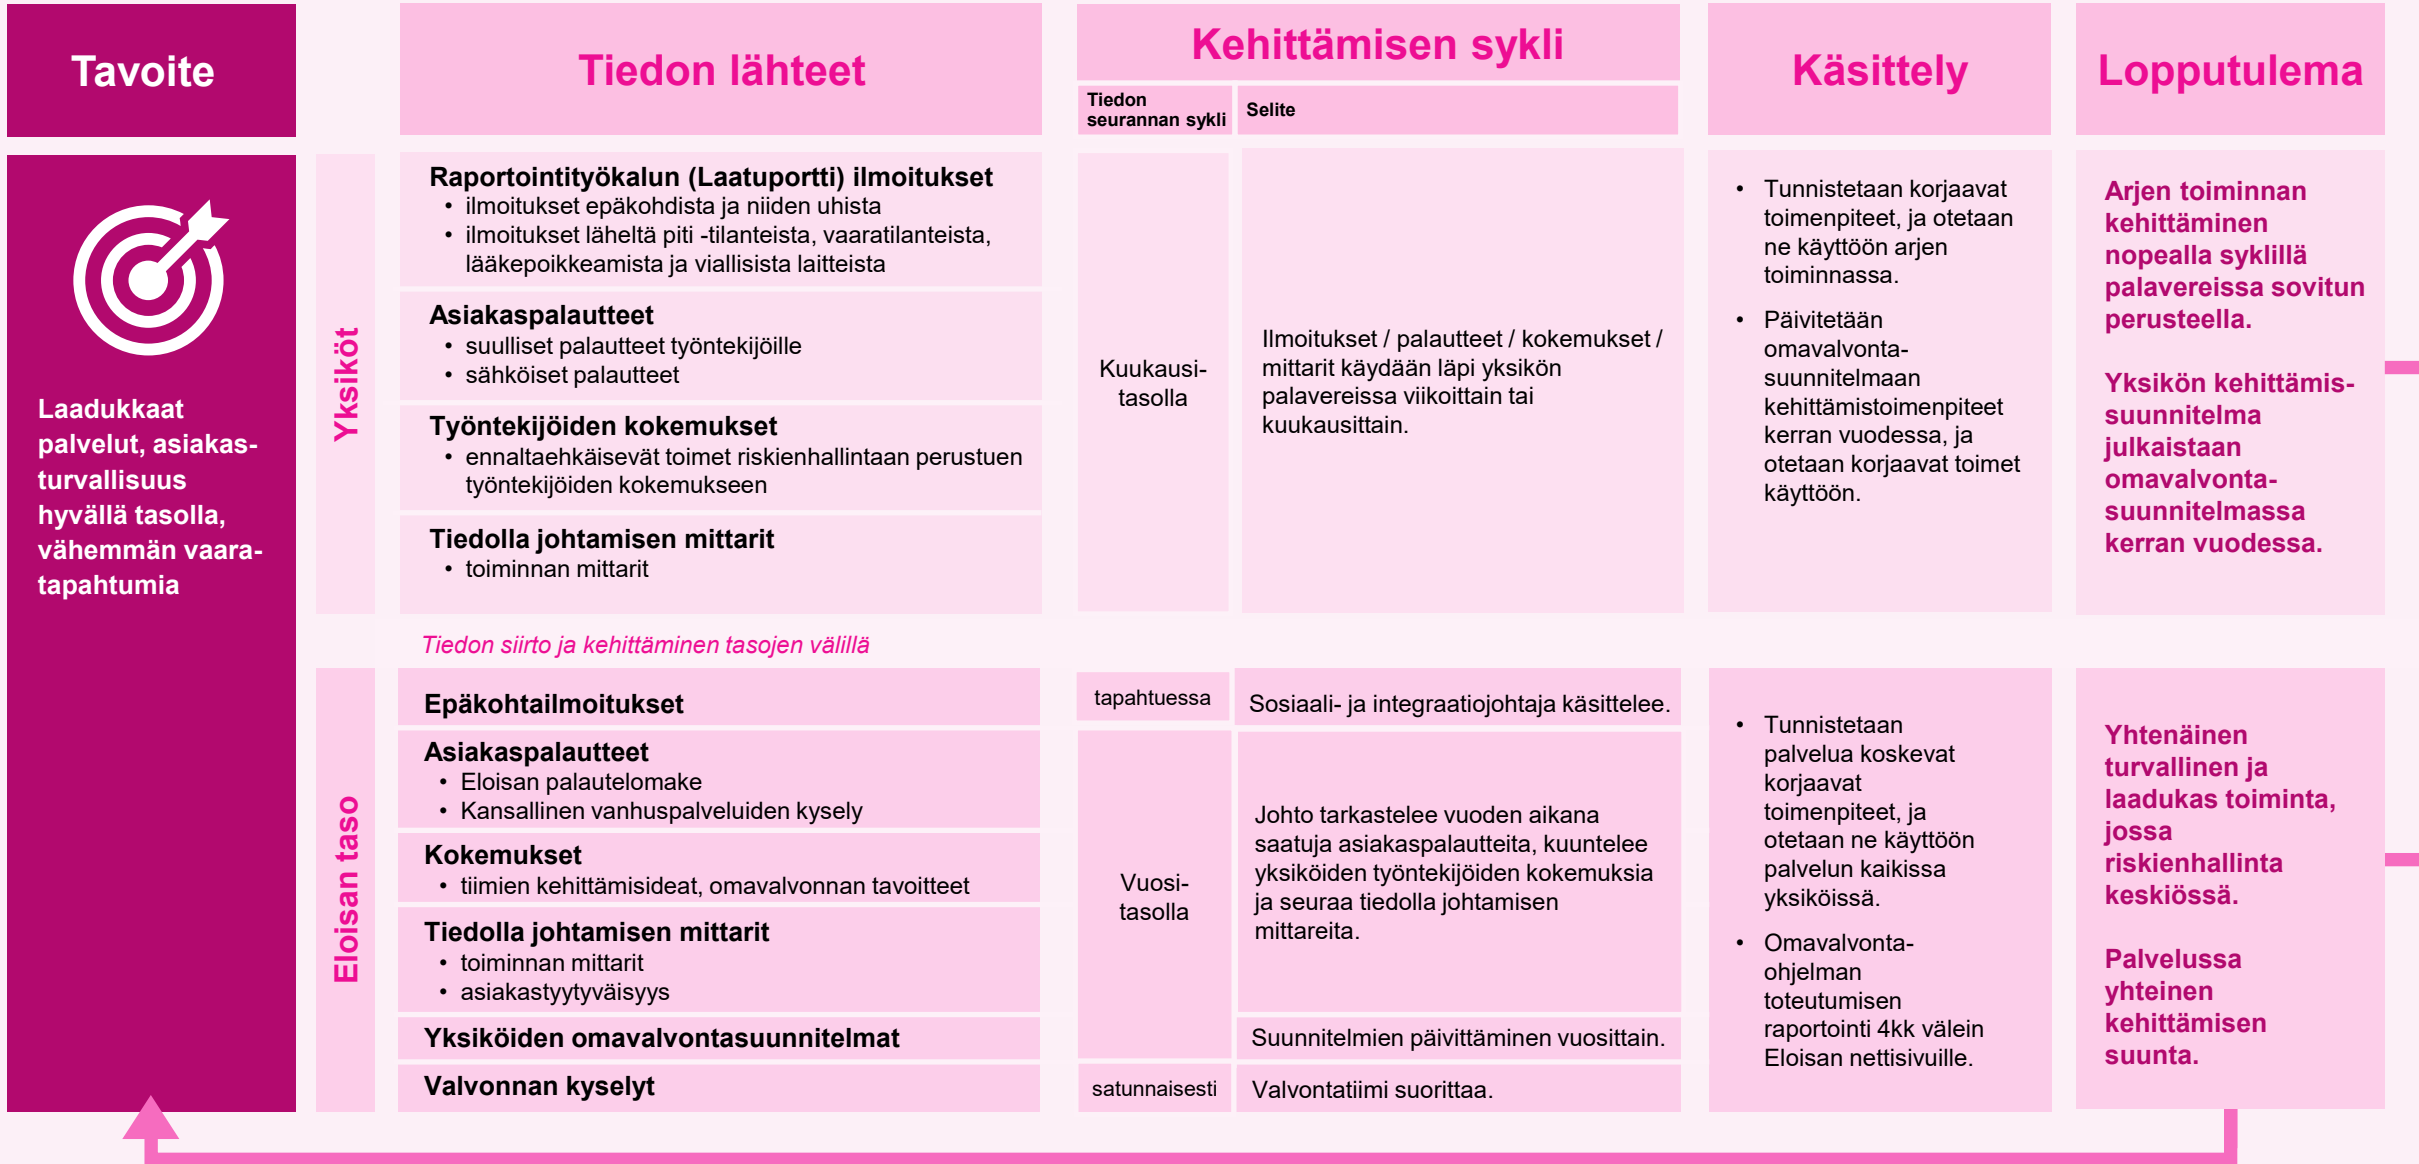 Tavoite
Tiedon lähteet
Kehittämisen sykli
Tiedon
seurannan sykli
Selite
Käsittely
Lopputulema
Laadukkaat
palvelut, asiakas-
turvallisuus
hyvällä tasolla,
vähemmän vaara-
tapahtumia
Yksiköt
Raportointityökalun (Laatuportti) ilmoitukset
• ilmoitukset epäkohdista ja niiden uhista
• ilmoitukset läheltä piti -tilanteista, vaaratilanteista,
lääkepoikkeamista ja viallisista laitteista
Asiakaspalautteet
• suulliset palautteet työntekijöille
• sähköiset palautteet
Työntekijöiden kokemukset
• ennaltaehkäisevät toimet riskienhallintaan perustuen
työntekijöiden kokemukseen
Tiedolla johtamisen mittarit
• toiminnan mittarit
Kuukausi-
tasolla
Ilmoitukset / palautteet / kokemukset /
mittarit käydään läpi yksikön
palavereissa viikoittain tai
kuukausittain.
• Tunnistetaan korjaavat
toimenpiteet, ja otetaan
ne käyttöön arjen
toiminnassa.
• Päivitetään
omavalvonta-
suunnitelmaan
kehittämistoimenpiteet
kerran vuodessa, ja
otetaan korjaavat toimet
käyttöön.
Arjen toiminnan
kehittäminen
nopealla syklillä
palavereissa sovitun
perusteella.
Yksikön kehittämis-
suunnitelma
julkaistaan
omavalvonta-
suunnitelmassa
kerran vuodessa.
Tiedon siirto ja kehittäminen tasojen välillä
Eloisan taso
Epäkohtailmoitukset
Asiakaspalautteet
• Eloisan palautelomake
• Kansallinen vanhuspalveluiden kysely
Kokemukset
• tiimien kehittämisideat, omavalvonnan tavoitteet
Tiedolla johtamisen mittarit
• toiminnan mittarit
• asiakastyytyväisyys
Yksiköiden omavalvontasuunnitelmat
Valvonnan kyselyt
tapahtuessa
Sosiaali- ja integraatiojohtaja käsittelee.
Vuosi-
tasolla
Johto tarkastelee vuoden aikana
saatuja asiakaspalautteita, kuuntelee
yksiköiden työntekijöiden kokemuksia
ja seuraa tiedolla johtamisen
mittareita.
Suunnitelmien päivittäminen vuosittain.
satunnaisesti
Valvontatiimi suorittaa.
• Tunnistetaan
palvelua koskevat
korjaavat
toimenpiteet, ja
otetaan ne käyttöön
palvelun kaikissa
yksiköissä.
• Omavalvonta-
ohjelman
toteutumisen
raportointi 4kk välein
Eloisan nettisivuille.
Yhtenäinen
turvallinen ja
laadukas toiminta,
jossa
riskienhallinta
keskiössä.
Palvelussa
yhteinen
kehittämisen
suunta.